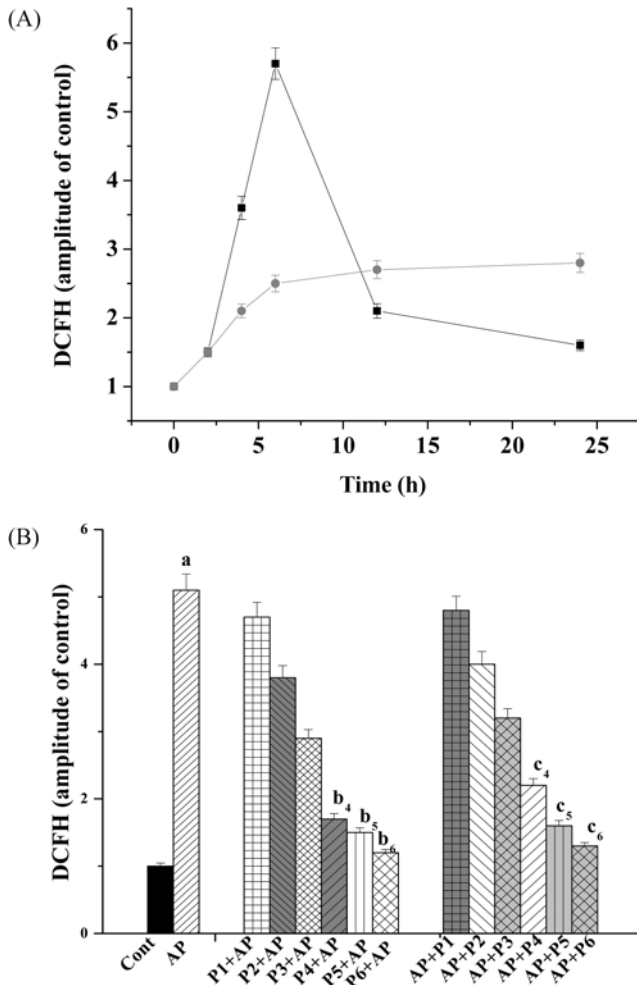 (A)
DCFH (amplitude of control)
6
5
4
3
2
1
0 5 10 15 20 25
Time (h)
(B)
DCFH (amplitude of control)
6
4
2
0
a
b4
b5
b6
c4
c5
c6
Cont
AP
P1+AP
P2+AP
P3+AP
P4+AP
P5+AP
P6+AP
AP+P1
AP+P2
AP+P3
AP+P4
AP+P5
AP+P6